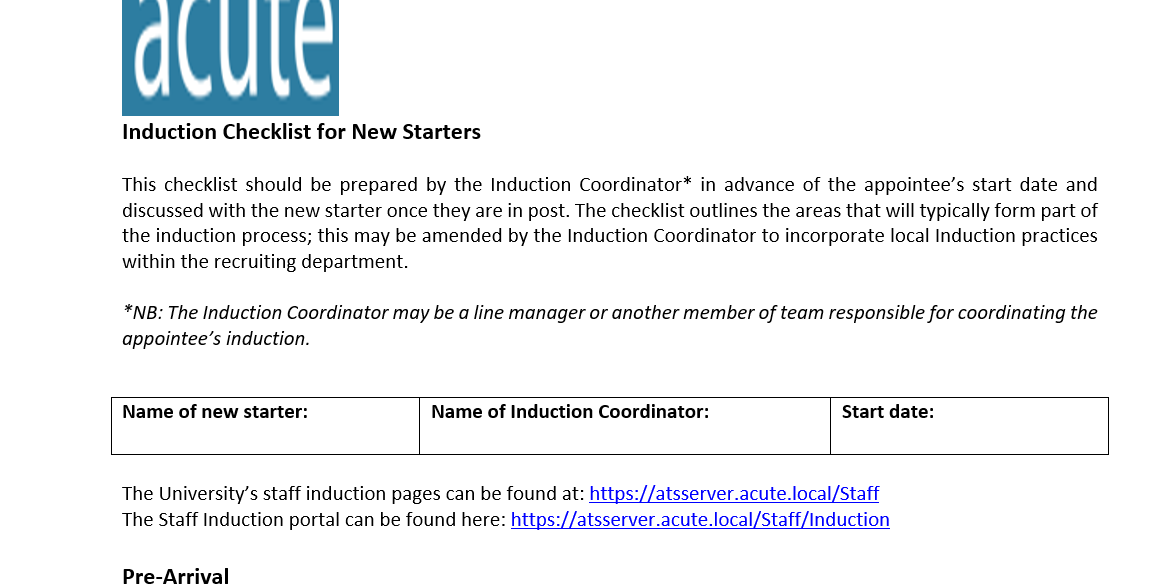 acute
Induction Checklist for New Starters
This checklist should be prepared by the Induction Coordinator* in advance of the appointee’s start date and
discussed with the new starter once they are in post. The checklist outlines the areas that will typically form part of
the induction process; this may be amended by the Induction Coordinator to incorporate local Induction practices
within the recruiting department.
*NB: The Induction Coordinator may be a line manager or another member of team responsible for coordinating the
appointee’s induction.
Name of new starter: Name of Induction Coordinator: Start date:
The University’s staff induction pages can be found at: https://atsserver.acute.local/Staff
The Staff Induction portal can be found here: https://atsserver.acute.local/Staff/Induction
Pre-Arrival